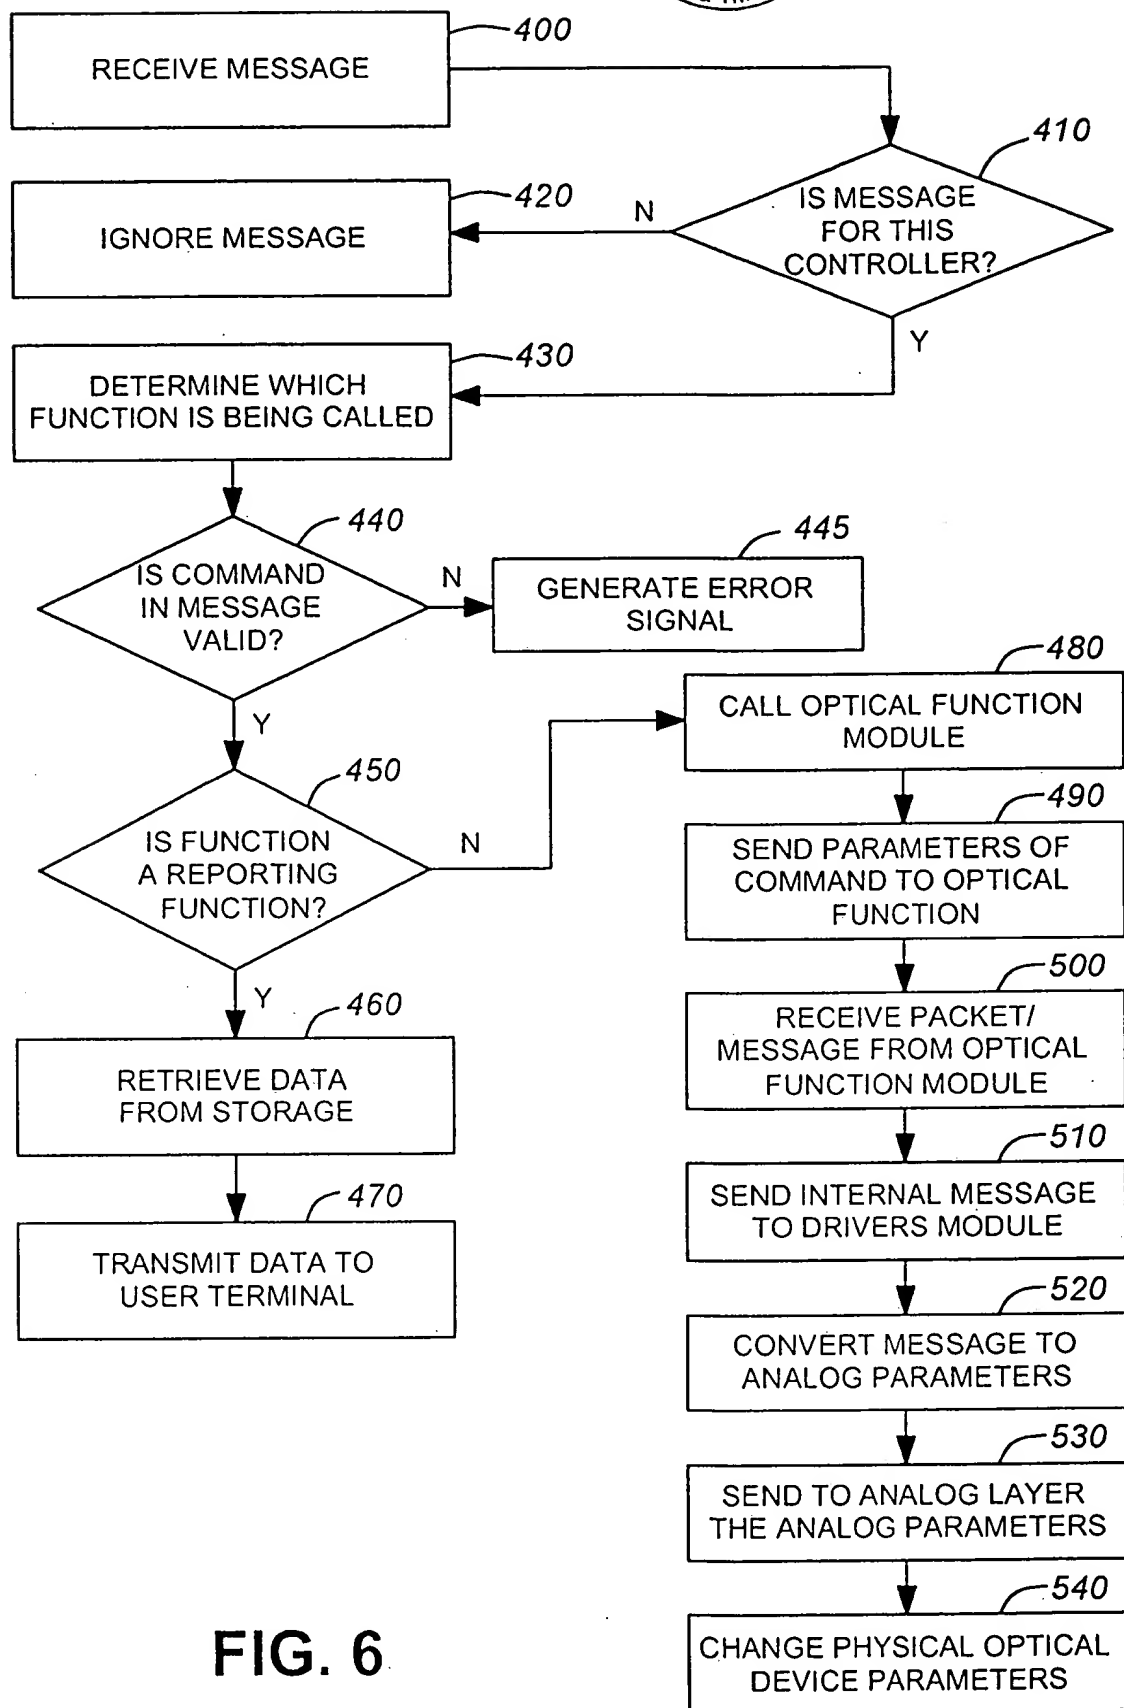 400
RECEIVE MESSAGE
410
IS MESSAGE
FOR THIS
CONTROLLER?
N
420
IGNORE MESSAGE
Y
430
DETERMINE WHICH
FUNCTION IS BEING CALLED
440
IS COMMAND
IN MESSAGE
VALID?
N
445
GENERATE ERROR
SIGNAL
Y
450
IS FUNCTION
A REPORTING
FUNCTION?
N
Y
460
RETRIEVE DATA
FROM STORAGE
470
TRANSMIT DATA TO
USER TERMINAL
480
CALL OPTICAL FUNCTION
MODULE
490
SEND PARAMETERS OF
COMMAND TO OPTICAL
FUNCTION
500
RECEIVE PACKET/
MESSAGE FROM OPTICAL
FUNCTION MODULE
510
SEND INTERNAL MESSAGE
TO DRIVERS MODULE
520
CONVERT MESSAGE TO
ANALOG PARAMETERS
530
SEND TO ANALOG LAYER
THE ANALOG PARAMETERS
540
CHANGE PHYSICAL OPTICAL
DEVICE PARAMETERS
FIG. 6